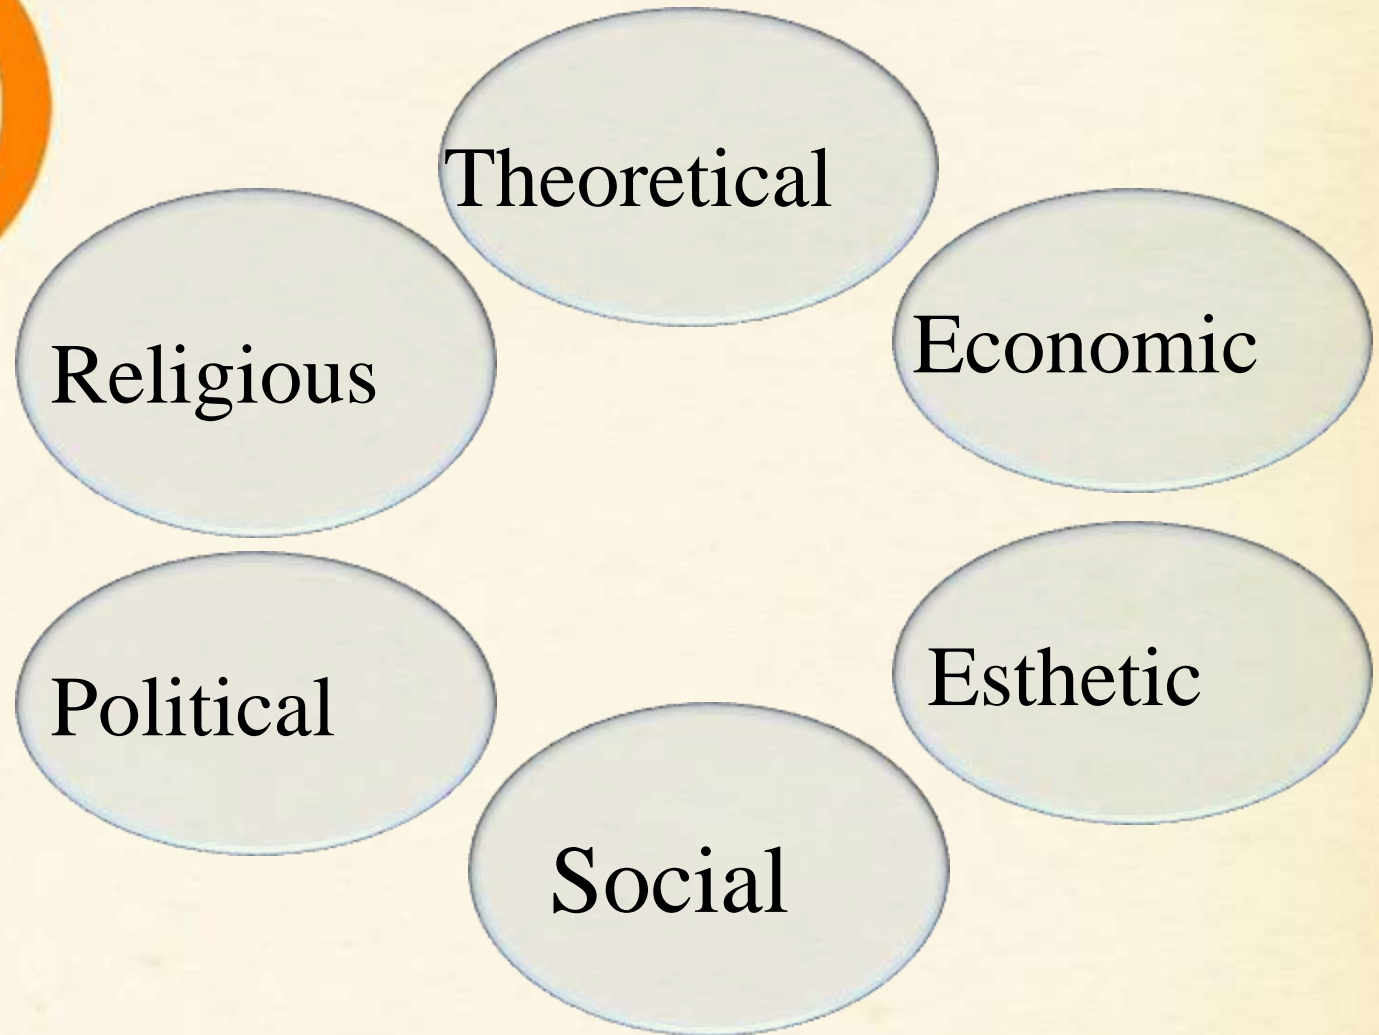 Theoretical
Economic
Religious
Esthetic
Political
Social